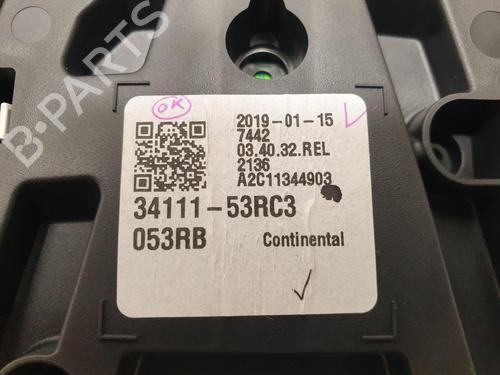 B-PARTS
OK
2019-01-15
7442
03.40.32.REL
2136
A2C11344903
34111-53RC3
053RB Continental